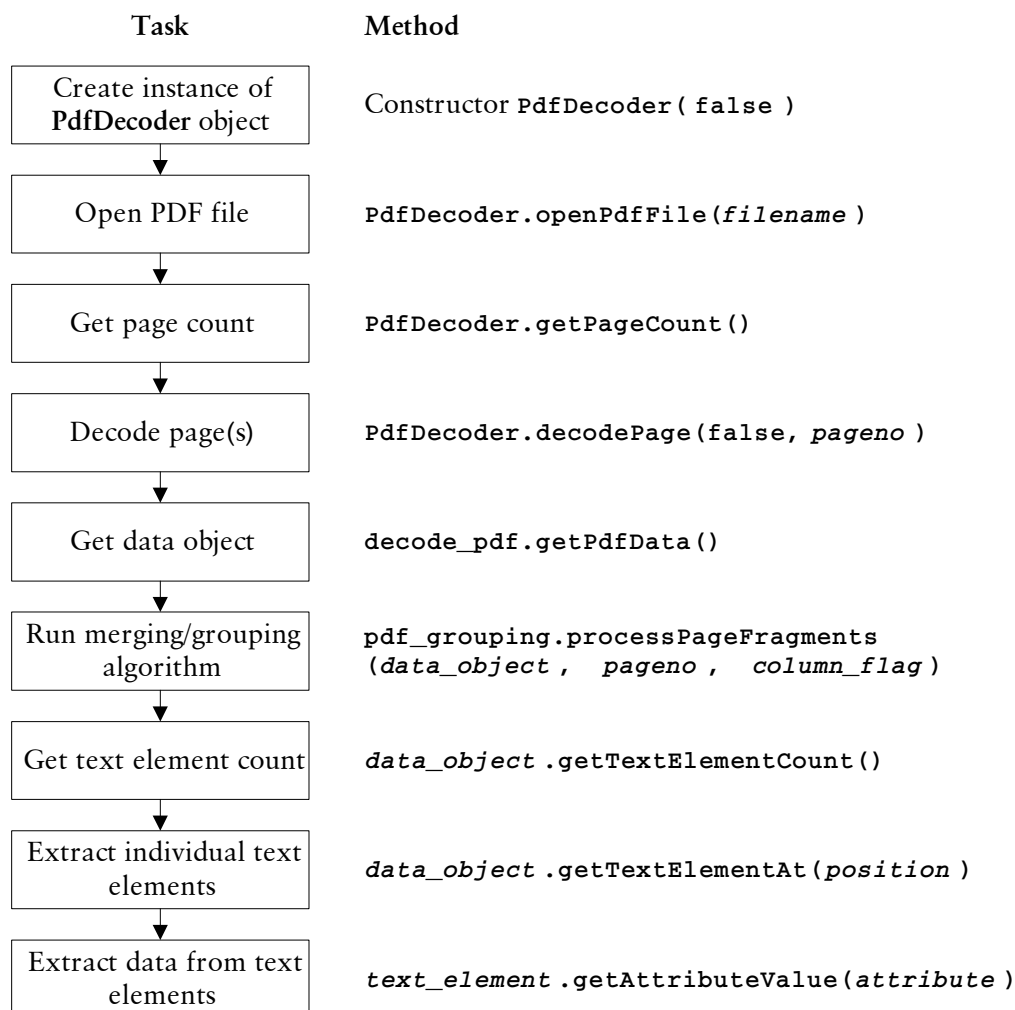 Task Method
Create instance of
PdfDecoder object
Constructor PdfDecoder( false )
Open PDF file
PdfDecoder.openPdfFile(filename )
Get page count
PdfDecoder.getPageCount()
Decode page(s)
PdfDecoder.decodePage(false, pageno )
Get data object
decode_pdf.getPdfData()
Run merging/grouping
algorithm
pdf_grouping.processPageFragments
(data_object , pageno , column_flag )
Get text element count
data_object .getTextElementCount()
Extract individual text
elements
data_object .getTextElementAt(position )
Extract data from text
elements
text_element .getAttributeValue(attribute )